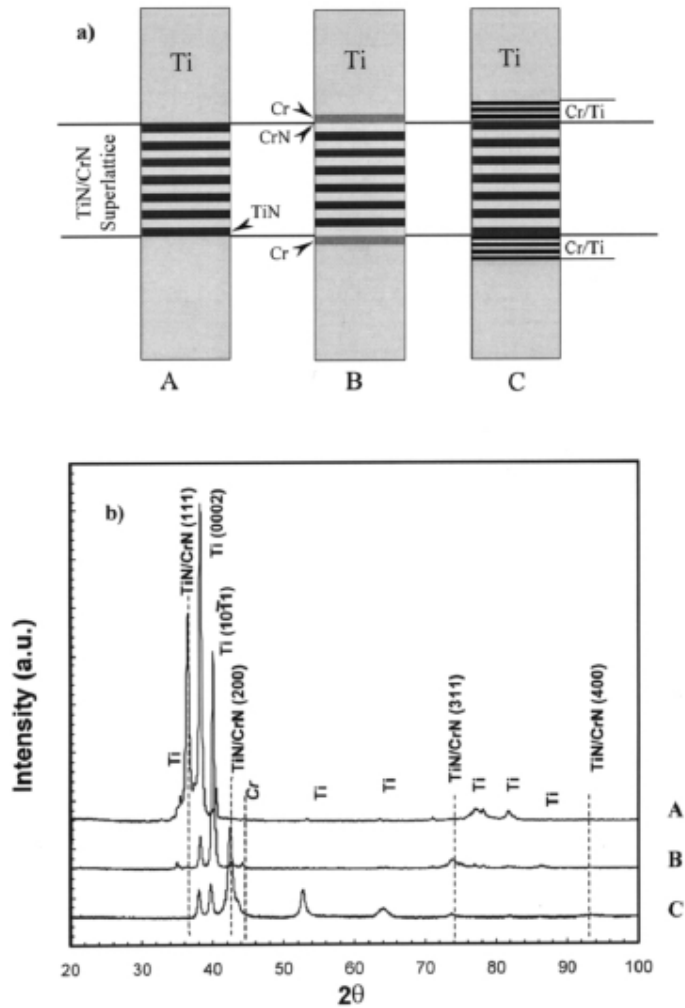 a)
Ti
Ti
Ti
Cr
CrN
Cr/Ti
TiN/CrN
Superlattice
TiN
Cr
Cr/Ti
A
B
C
b)
TiN/CrN (111)
Ti (0002)
Ti (101̄1)
TiN/CrN (200)
Ti
Cr
Ti
Ti
TiN/CrN (311)
Ti
Ti
Ti
TiN/CrN (400)
A
B
C
Intensity (a.u.)
20 30 40 50 60 70 80 90 100
2θ